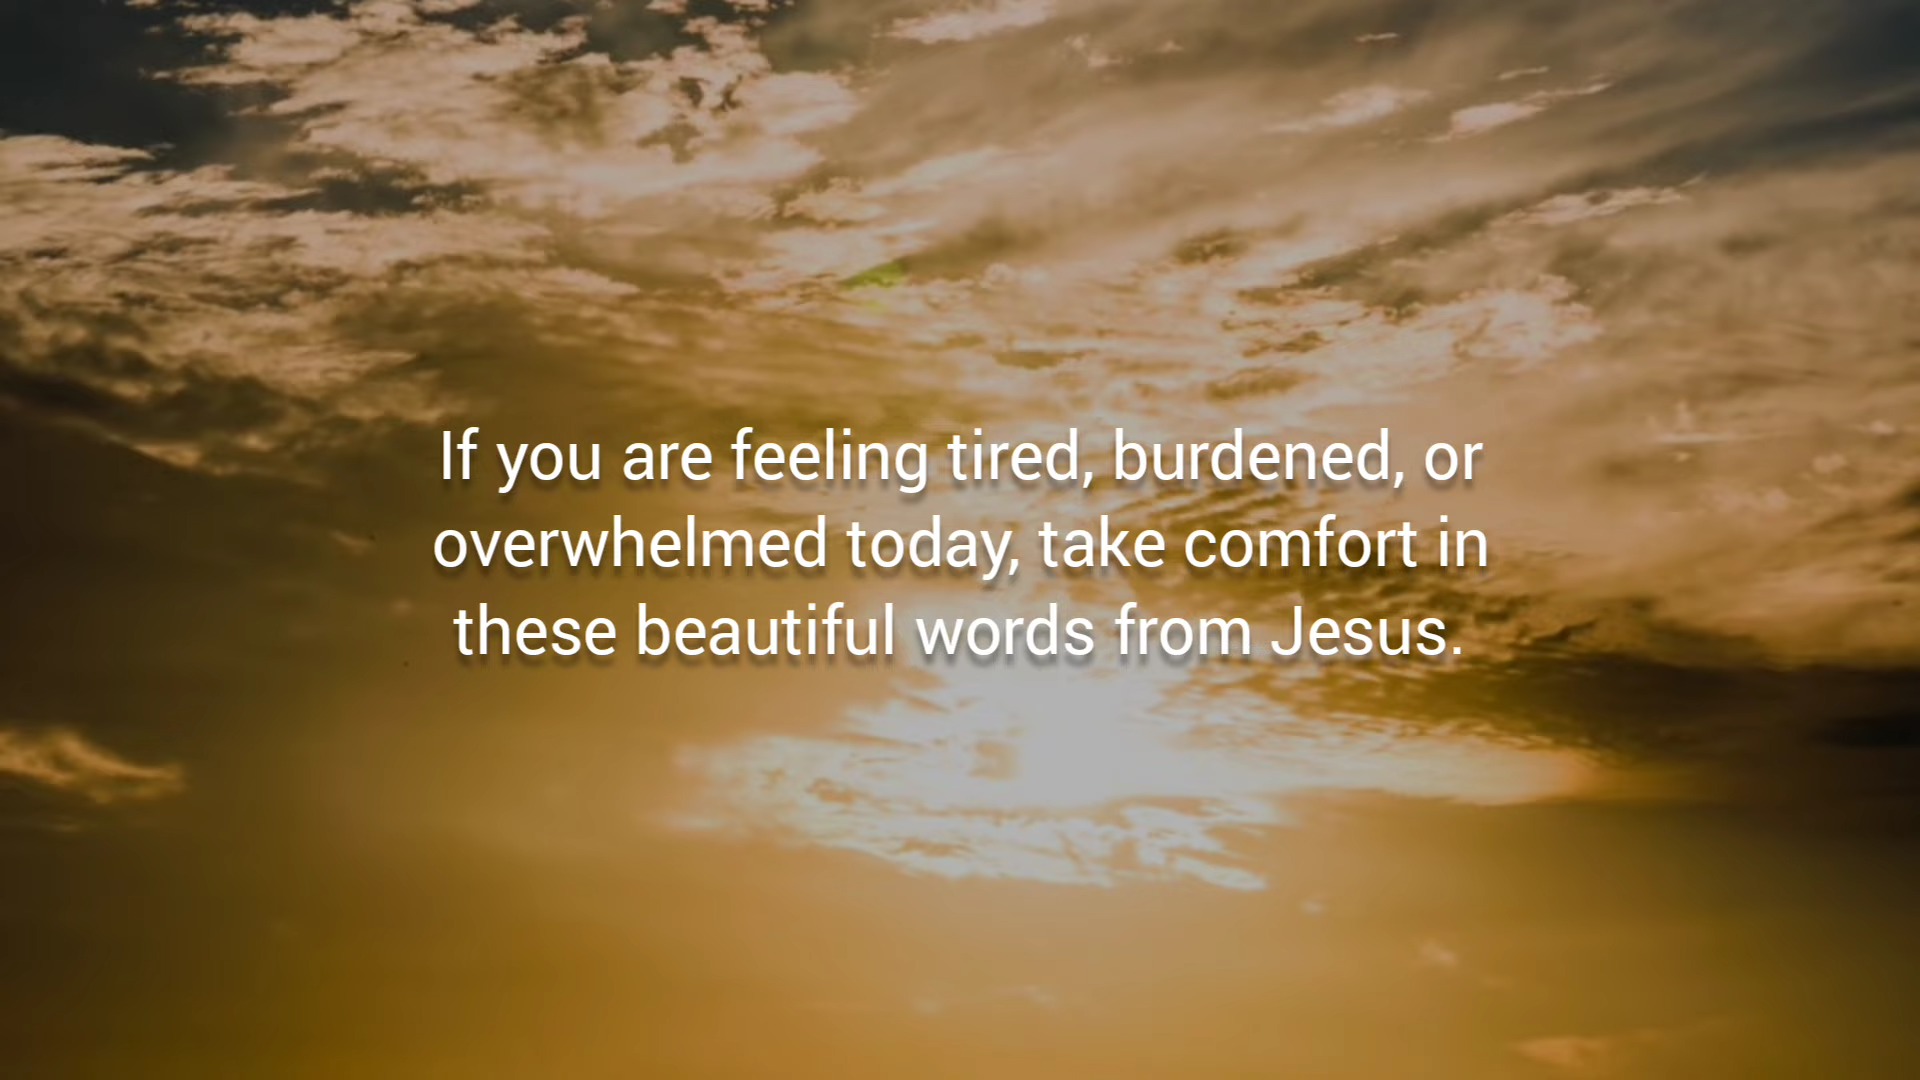 If you are feeling tired, burdened, or
overwhelmed today, take comfort in
these beautiful words from Jesus.